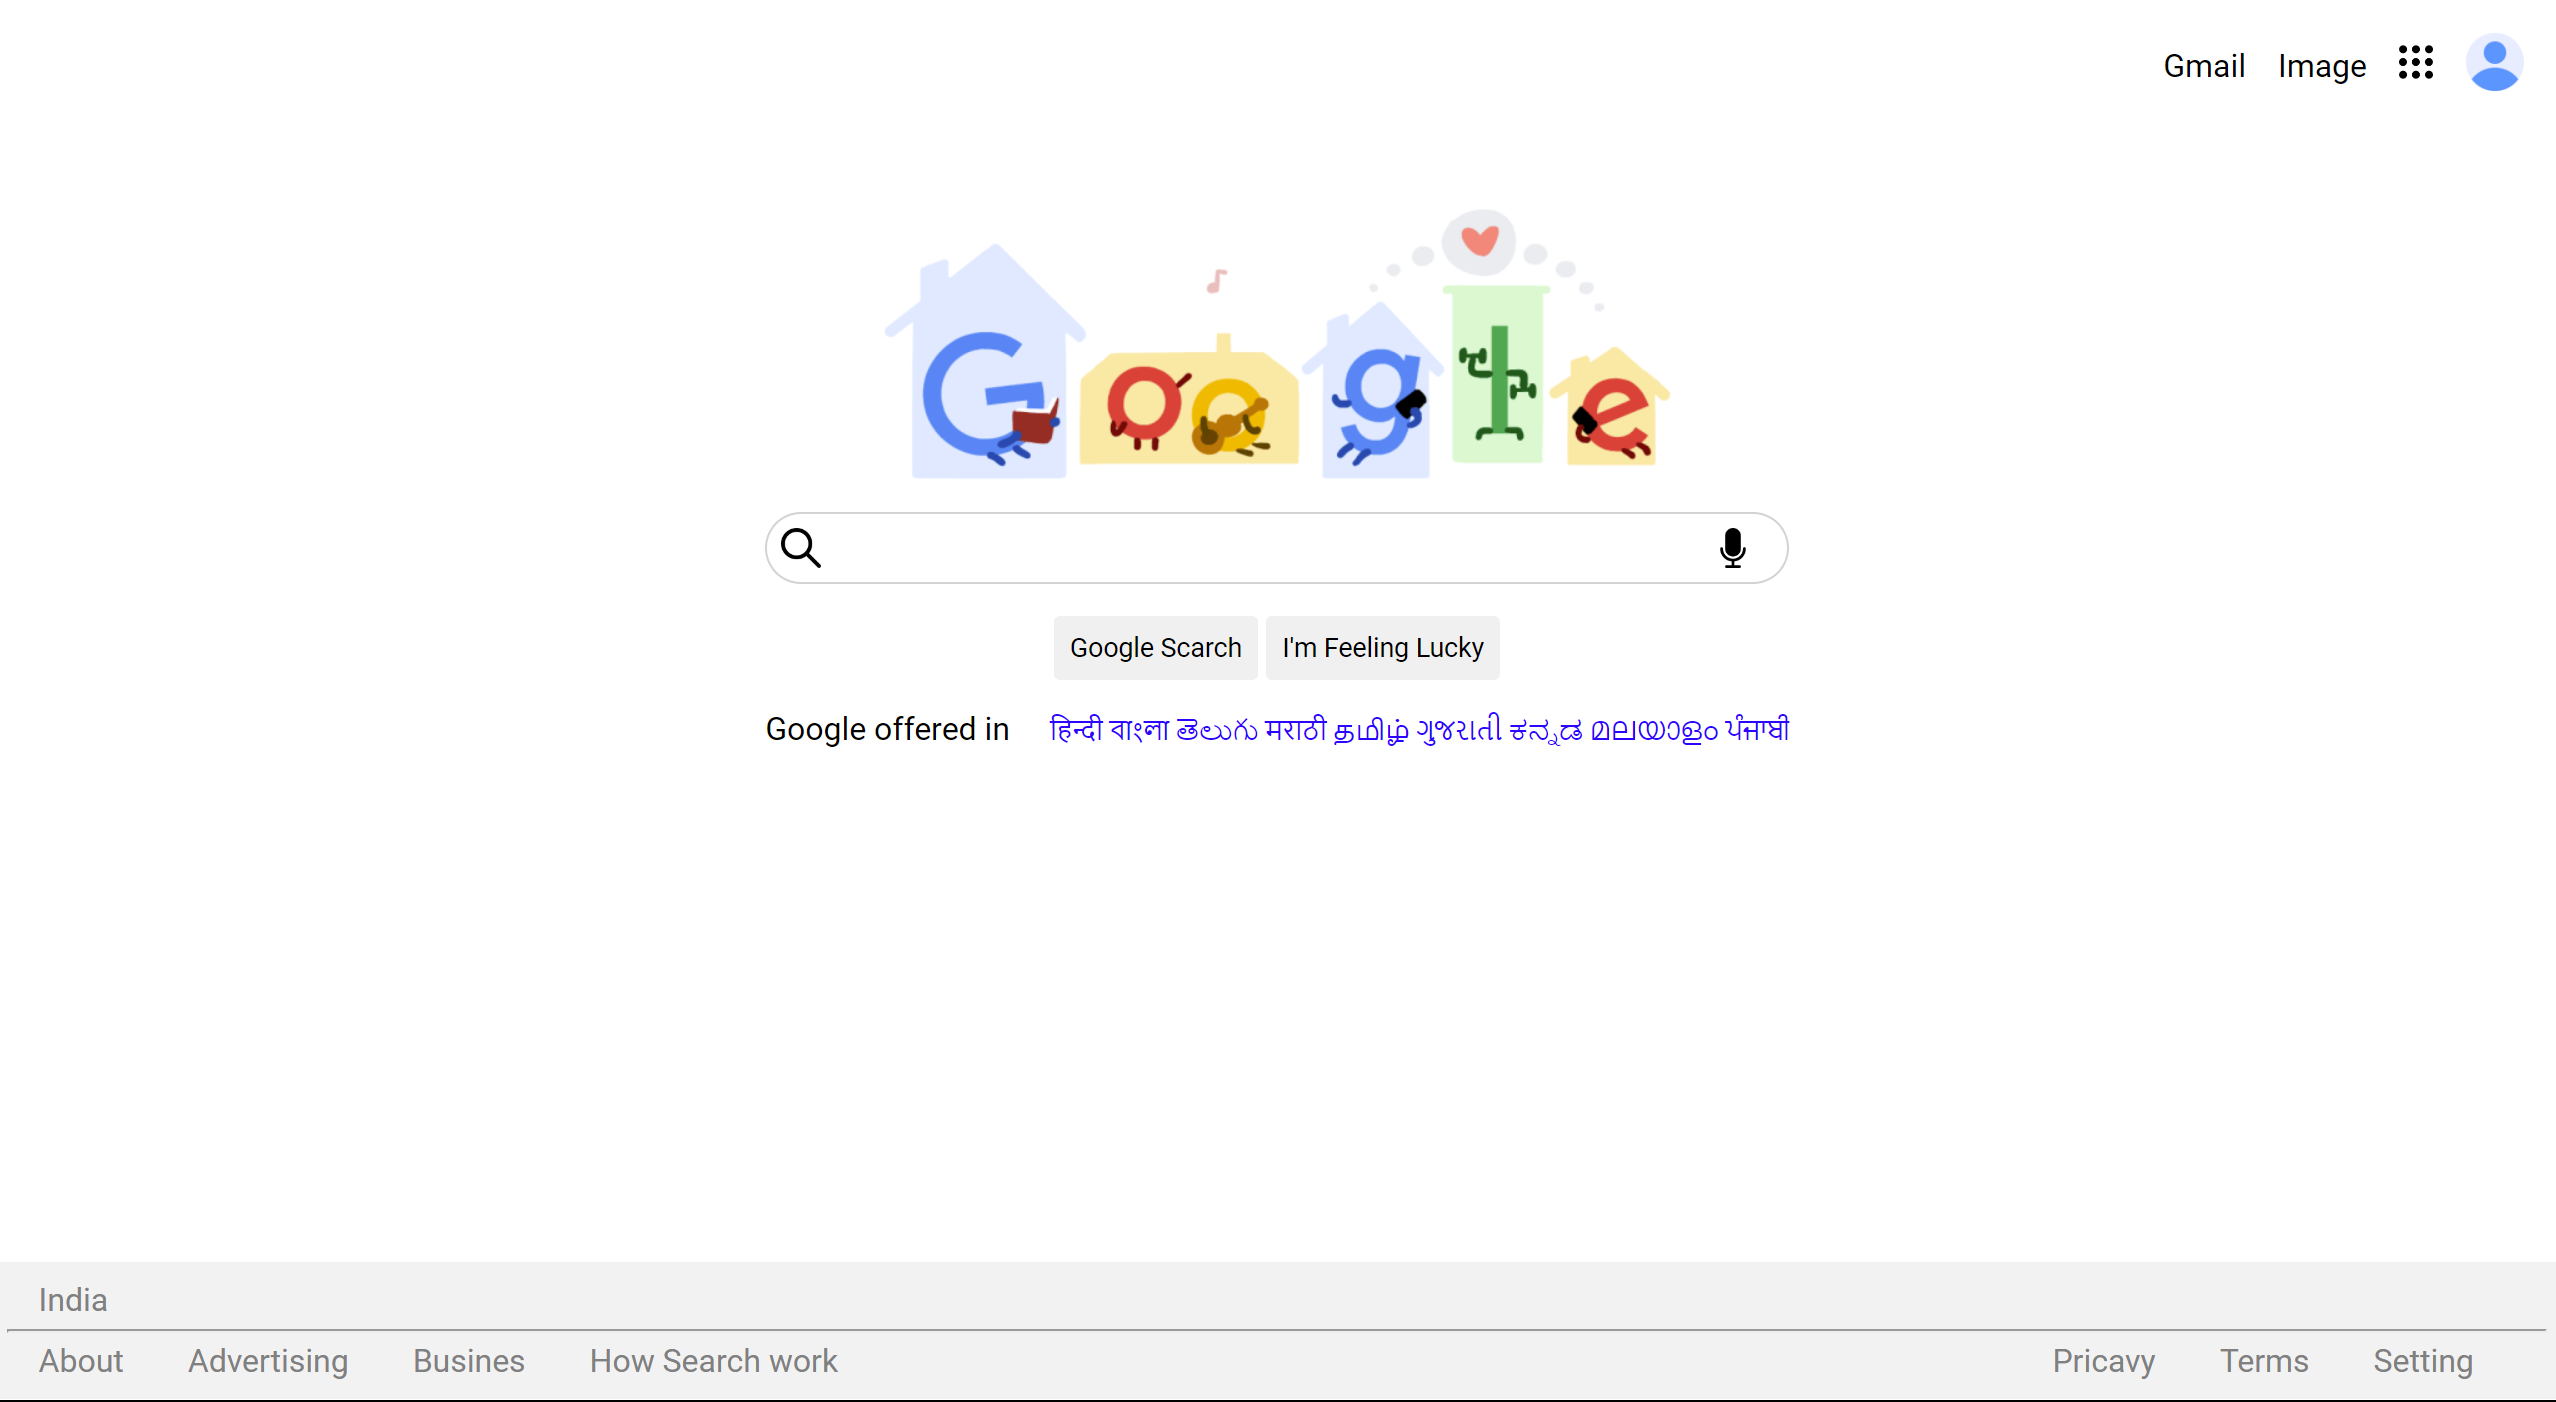 Gmail Image
Google
Google Scarch I'm Feeling Lucky
Google offered in हिन्दी বাংলা తెలుగు मराठी தமிழ் ગુજરાતી ಕನ್ನಡ മലയാളം ਪੰਜਾਬੀ
India
About Advertising Busines How Search work Pricavy Terms Setting